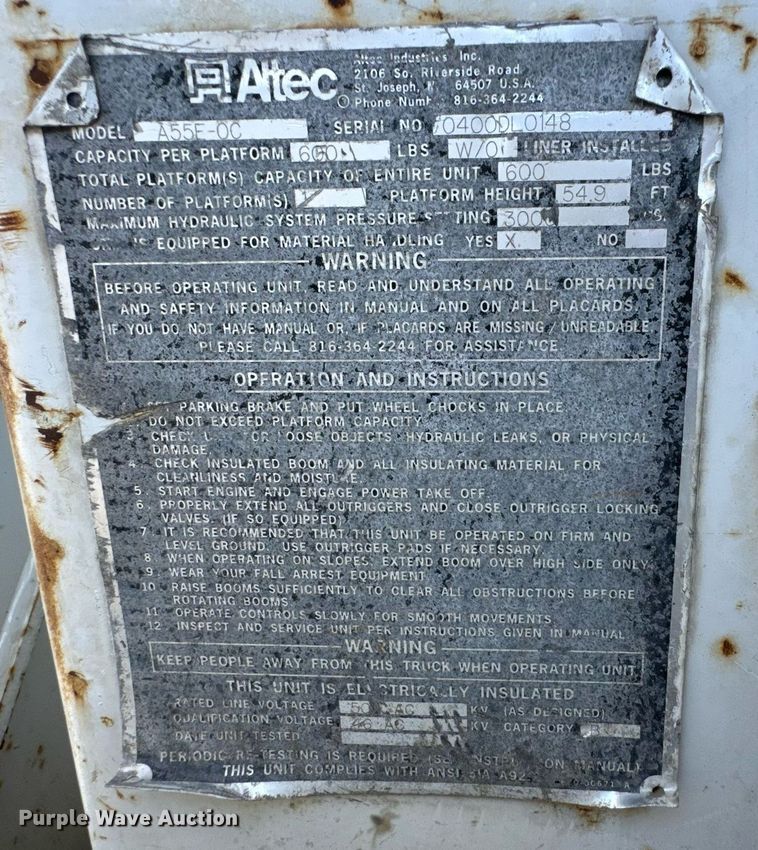 Altec
Altec Industries Inc.
2106 So. Riverside Road
St. Joseph, 64507 U.S.A.
Phone 816-364-2244
MODEL SERIAL NO
CAPACITY PER PLATFORM LBS W/O LINER INSTALLED
TOTAL PLATFORM(S) CAPACITY OF ENTIRE UNIT 600 LBS
NUMBER OF PLATFORM(S) PLATFORM HEIGHT 54.9 FT
MAXIMUM HYDRAULIC SYSTEM PRESSURE SETTING
IS EQUIPPED FOR MATERIAL HANDLING YES X NO
WARNING
BEFORE OPERATING UNIT, READ AND UNDERSTAND ALL OPERATING
AND SAFETY INFORMATION IN MANUAL AND ON ALL PLACARDS.
IF YOU DO NOT HAVE MANUAL OR, IF PLACARDS ARE MISSING / UNREADABLE,
PLEASE CALL 816-364-2244 FOR ASSISTANCE
OPERATION AND INSTRUCTIONS
PARKING BRAKE AND PUT WHEEL CHOCKS IN PLACE.
DO NOT EXCEED PLATFORM CAPACITY
3. CHECK LOOSE OBJECTS, HYDRAULIC LEAKS, OR PHYSICAL
DAMAGE.
4. CHECK INSULATED BOOM AND ALL INSULATING MATERIAL FOR
CLEANLINESS AND MOISTURE.
5. START ENGINE AND ENGAGE POWER TAKE OFF.
6. PROPERLY EXTEND ALL OUTRIGGERS AND CLOSE OUTRIGGER LOCKING
VALVES. (IF SO EQUIPPED)
7. IT IS RECOMMENDED THAT THIS UNIT BE OPERATED ON FIRM AND
LEVEL GROUND. USE OUTRIGGER PADS IF NECESSARY.
8. WHEN OPERATING ON SLOPES, EXTEND BOOM OVER HIGH SIDE ONLY.
9. WEAR YOUR FALL ARREST EQUIPMENT.
10. RAISE BOOMS SUFFICIENTLY TO CLEAR ALL OBSTRUCTIONS BEFORE
ROTATING BOOMS.
11. OPERATE CONTROLS SLOWLY FOR SMOOTH MOVEMENTS.
12. INSPECT AND SERVICE UNIT PER INSTRUCTIONS GIVEN IN MANUAL
WARNING
KEEP PEOPLE AWAY FROM THIS TRUCK WHEN OPERATING UNIT.
THIS UNIT IS ELECTRICALLY INSULATED
RATED LINE VOLTAGE KV (AS DESIGNED)
QUALIFICATION VOLTAGE KV CATEGORY
DATE UNIT TESTED
PERIODIC RE-TESTING IS REQUIRED MANUAL)
THIS UNIT COMPLIES WITH ANSI
Purple Wave Auction